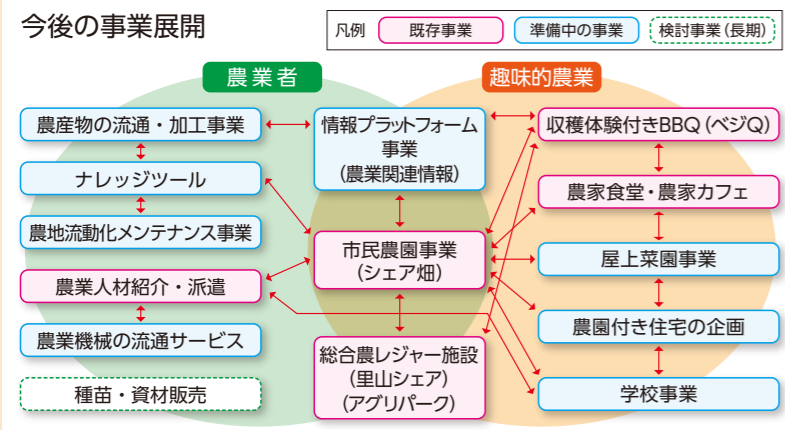 今後の事業展開
凡例
既存事業
準備中の事業
検討事業(長期)
農業者
趣味的農業
農産物の流通・加工事業
ナレッジツール
農地流動化メンテナンス事業
農業人材紹介・派遣
農業機械の流通サービス
種苗・資材販売
情報プラットフォーム
事業
(農業関連情報)
市民農園事業
(シェア畑)
総合農レジャー施設
(里山シェア)
(アグリパーク)
収穫体験付きBBQ(ベジQ)
農家食堂・農家カフェ
屋上菜園事業
農園付き住宅の企画
学校事業